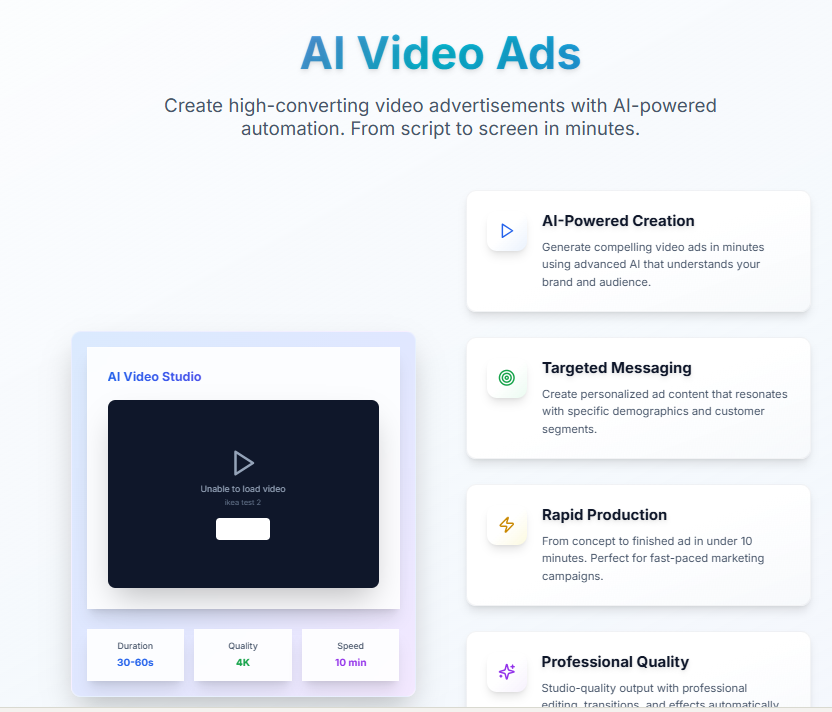 AI Video Ads
Create high-converting video advertisements with AI-powered
automation. From script to screen in minutes.
AI-Powered Creation
Generate compelling video ads in minutes
using advanced AI that understands your
brand and audience.
Targeted Messaging
Create personalized ad content that resonates
with specific demographics and customer
segments.
Rapid Production
From concept to finished ad in under 10
minutes. Perfect for fast-paced marketing
campaigns.
Professional Quality
Studio-quality output with professional
editing, transitions, and effects automatically
AI Video Studio
Unable to load video
ikea test 2
Duration
30-60s
Quality
4K
Speed
10 min